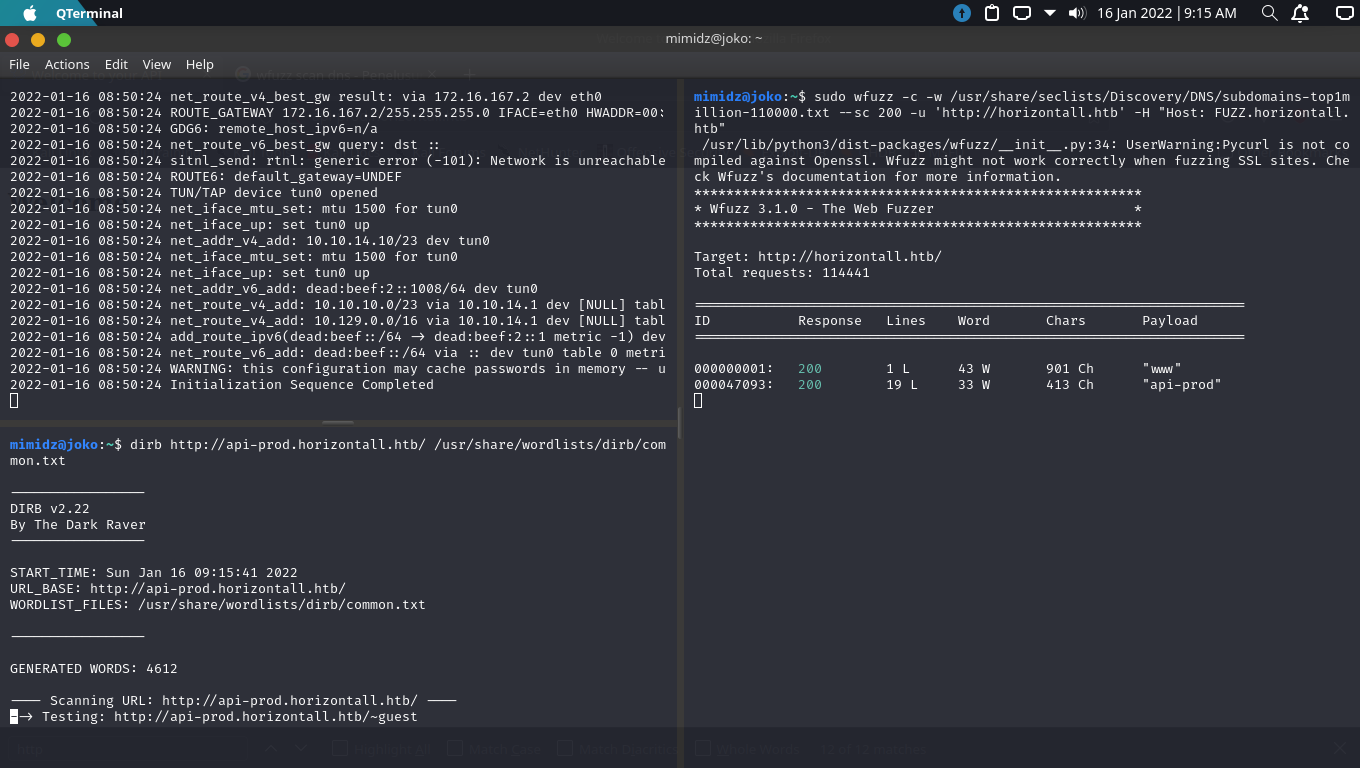 QTerminal
16 Jan 2022 | 9:15 AM
mimidz@joko: ~
File Actions Edit View Help
2022-01-16 08:50:24 net_route_v4_best_gw result: via 172.16.167.2 dev eth0
2022-01-16 08:50:24 ROUTE_GATEWAY 172.16.167.2/255.255.255.0 IFACE=eth0 HWADDR=00:
2022-01-16 08:50:24 GDG6: remote_host_ipv6=n/a
2022-01-16 08:50:24 net_route_v6_best_gw query: dst ::
2022-01-16 08:50:24 sitnl_send: rtnl: generic error (-101): Network is unreachable
2022-01-16 08:50:24 ROUTE6: default_gateway=UNDEF
2022-01-16 08:50:24 TUN/TAP device tun0 opened
2022-01-16 08:50:24 net_iface_mtu_set: mtu 1500 for tun0
2022-01-16 08:50:24 net_iface_up: set tun0 up
2022-01-16 08:50:24 net_addr_v4_add: 10.10.14.10/23 dev tun0
2022-01-16 08:50:24 net_iface_mtu_set: mtu 1500 for tun0
2022-01-16 08:50:24 net_iface_up: set tun0 up
2022-01-16 08:50:24 net_addr_v6_add: dead:beef:2::1008/64 dev tun0
2022-01-16 08:50:24 net_route_v4_add: 10.10.10.0/23 via 10.10.14.1 dev [NULL] tabl
2022-01-16 08:50:24 net_route_v4_add: 10.129.0.0/16 via 10.10.14.1 dev [NULL] tabl
2022-01-16 08:50:24 add_route_ipv6(dead:beef::/64 -> dead:beef:2::1 metric -1) dev
2022-01-16 08:50:24 net_route_v6_add: dead:beef::/64 via :: dev tun0 table 0 metri
2022-01-16 08:50:24 WARNING: this configuration may cache passwords in memory -- u
2022-01-16 08:50:24 Initialization Sequence Completed
mimidz@joko:~$ dirb http://api-prod.horizontall.htb/ /usr/share/wordlists/dirb/com
mon.txt
-----------------
DIRB v2.22
By The Dark Raver
-----------------
START_TIME: Sun Jan 16 09:15:41 2022
URL_BASE: http://api-prod.horizontall.htb/
WORDLIST_FILES: /usr/share/wordlists/dirb/common.txt
-----------------
GENERATED WORDS: 4612
---- Scanning URL: http://api-prod.horizontall.htb/ ----
--> Testing: http://api-prod.horizontall.htb/~guest
mimidz@joko:~$ sudo wfuzz -c -w /usr/share/seclists/Discovery/DNS/subdomains-top1m
illion-110000.txt --sc 200 -u 'http://horizontall.htb' -H "Host: FUZZ.horizontall.
htb"
/usr/lib/python3/dist-packages/wfuzz/__init__.py:34: UserWarning:Pycurl is not co
mpiled against Openssl. Wfuzz might not work correctly when fuzzing SSL sites. Che
ck Wfuzz's documentation for more information.
********************************************************
* Wfuzz 3.1.0 - The Web Fuzzer                         *
********************************************************
Target: http://horizontall.htb/
Total requests: 114441
=====================================================================
ID Response Lines Word Chars Payload
=====================================================================
000000001: 200 1 L 43 W 901 Ch "www"
000047093: 200 19 L 33 W 413 Ch "api-prod"
Highlight All
Match Case
Whole Words
12 of 12 matches